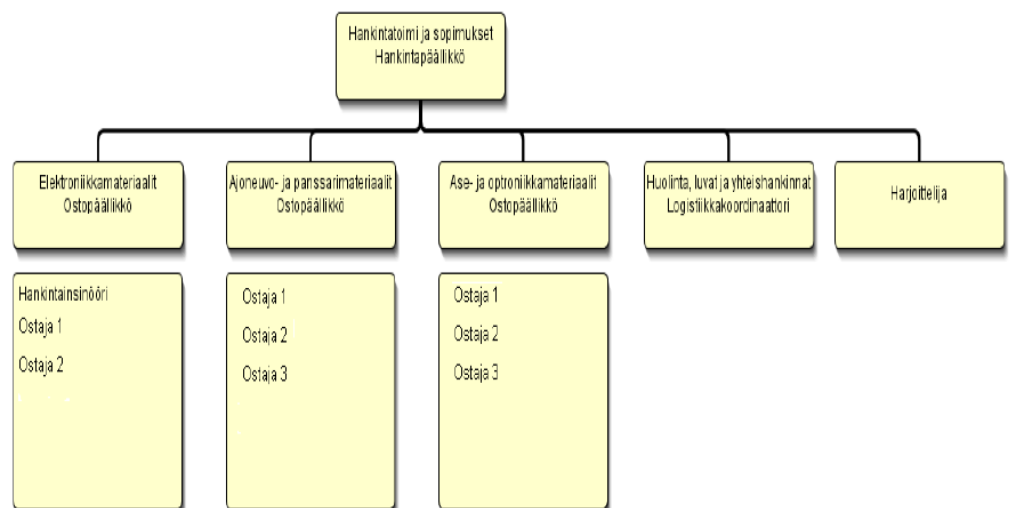 Hankintatoimi ja sopimukset
Hankintapäällikkö
Elektroniikkamateriaalit
Ostopäällikkö
Ajoneuvo- ja panssarimateriaalit
Ostopäällikkö
Ase- ja optroniikkamateriaalit
Ostopäällikkö
Huolinta, luvat ja yhteishankinnat
Logistiikkakoordinaattori
Harjoittelija
Hankintainsinööri
Ostaja 1
Ostaja 2
Ostaja 1
Ostaja 2
Ostaja 3
Ostaja 1
Ostaja 2
Ostaja 3